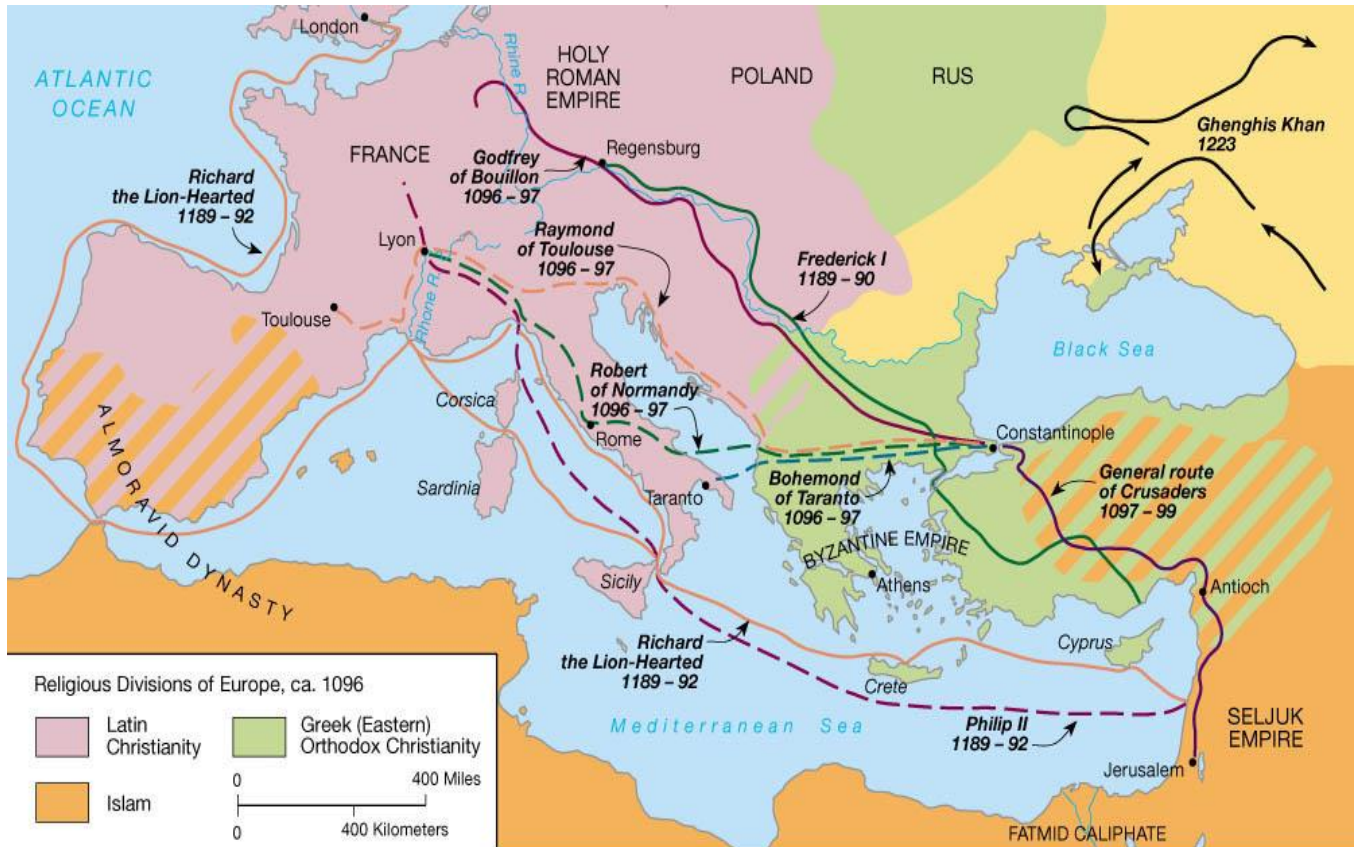 London
ATLANTIC
OCEAN
Rhine R.
HOLY
ROMAN
EMPIRE
POLAND
RUS
Ghenghis Khan
1223
FRANCE
Regensburg
Godfrey
of Bouillon
1096 – 97
Richard
the Lion-Hearted
1189 – 92
Raymond
of Toulouse
1096 – 97
Lyon
Rhone R.
Frederick I
1189 – 90
Toulouse
Black Sea
Robert
of Normandy
1096 – 97
Corsica
Rome
Constantinople
ALMORAVID DYNASTY
Sardinia
Taranto
Bohemond
of Taranto
1096 – 97
General route
of Crusaders
1097 – 99
BYZANTINE EMPIRE
Athens
Sicily
Antioch
Richard
the Lion-Hearted
1189 – 92
Crete
Cyprus
Mediterranean Sea
Philip II
1189 – 92
SELJUK
EMPIRE
Jerusalem
FATMID CALIPHATE
Religious Divisions of Europe, ca. 1096
Latin
Christianity
Greek (Eastern)
Orthodox Christianity
Islam
0
400 Miles
0
400 Kilometers